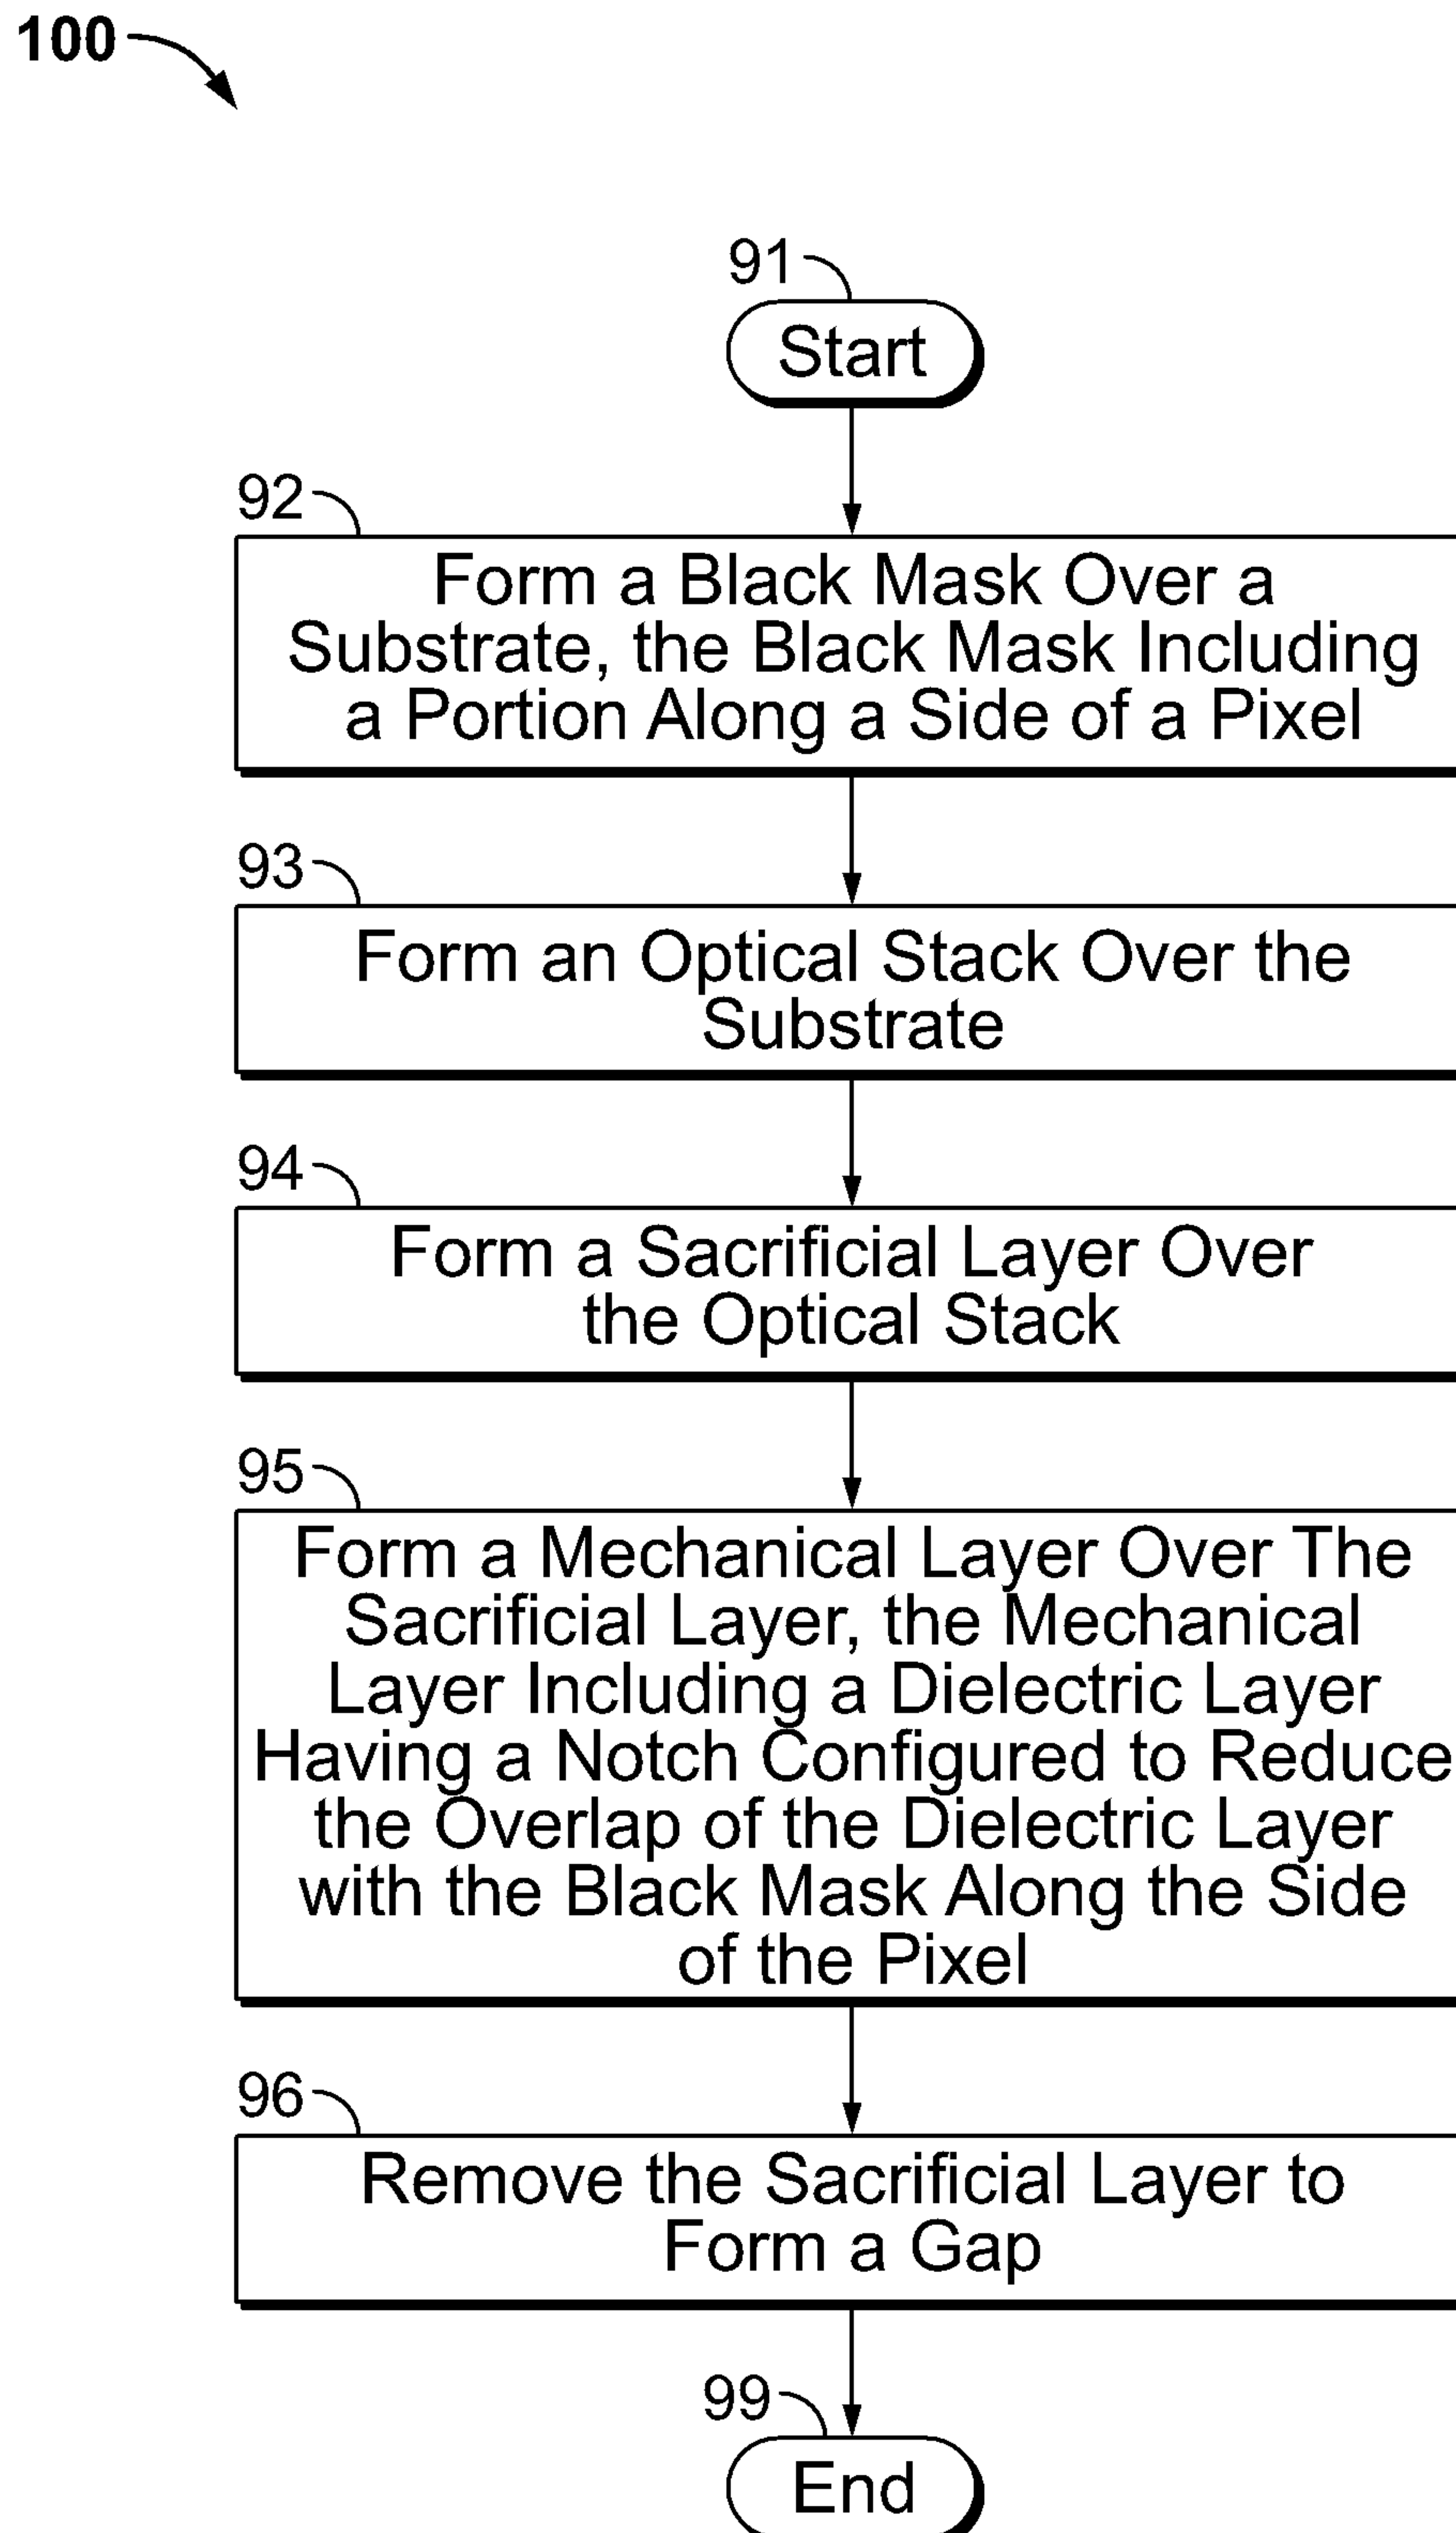 100
91
Start
92
Form a Black Mask Over a
Substrate, the Black Mask Including
a Portion Along a Side of a Pixel
93
Form an Optical Stack Over the
Substrate
94
Form a Sacrificial Layer Over
the Optical Stack
95
Form a Mechanical Layer Over The
Sacrificial Layer, the Mechanical
Layer Including a Dielectric Layer
Having a Notch Configured to Reduce
the Overlap of the Dielectric Layer
with the Black Mask Along the Side
of the Pixel
96
Remove the Sacrificial Layer to
Form a Gap
99
End